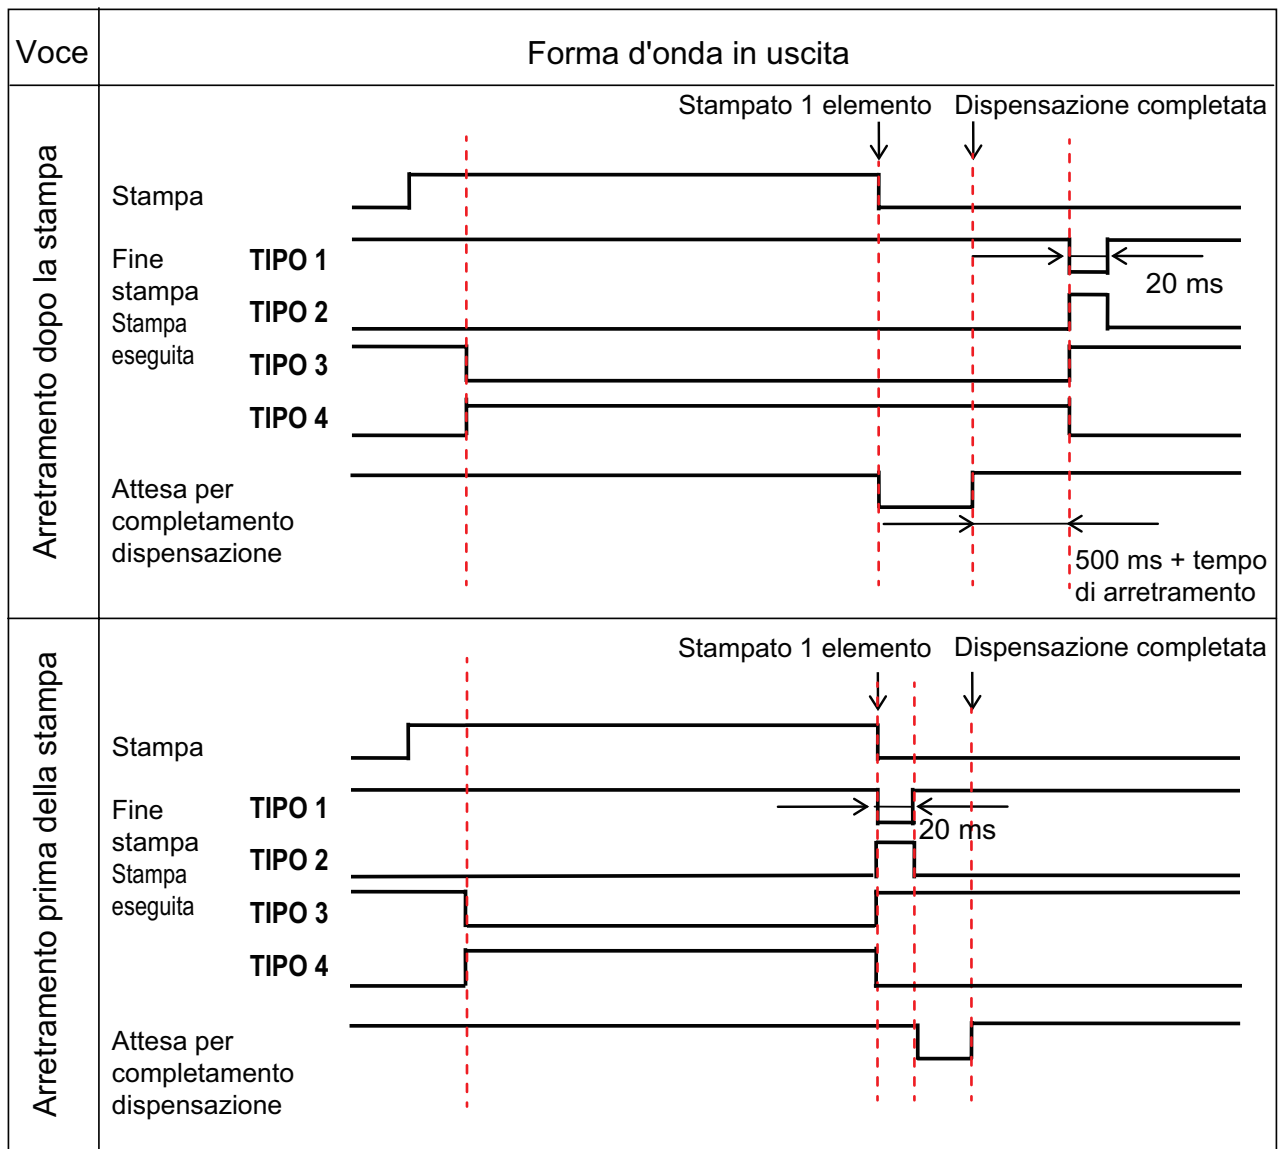 Voce
Forma d'onda in uscita
Arretramento dopo la stampa
Stampato 1 elemento
Dispensazione completata
Stampa
Fine
stampa
Stampa
eseguita
TIPO 1
TIPO 2
TIPO 3
TIPO 4
20 ms
Attesa per
completamento
dispensazione
500 ms + tempo
di arretramento
Arretramento prima della stampa
Stampato 1 elemento
Dispensazione completata
Stampa
Fine
stampa
Stampa
eseguita
TIPO 1
TIPO 2
TIPO 3
TIPO 4
20 ms
Attesa per
completamento
dispensazione